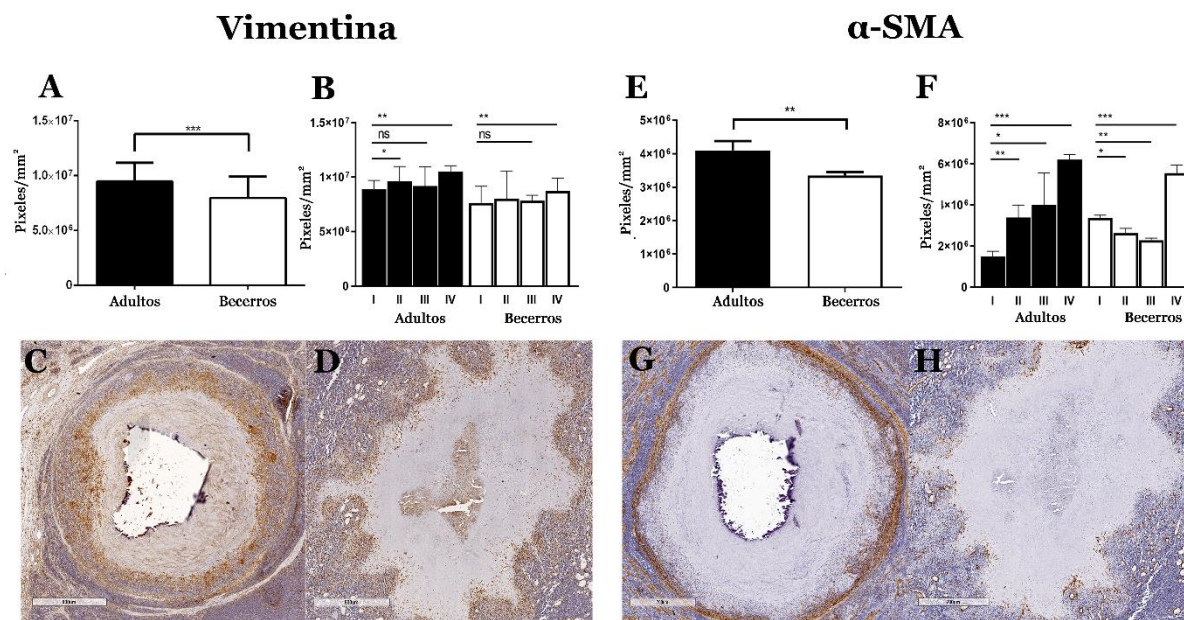 Vimentina
α-SMA
A
***
Pixeles/mm²
1.5×10⁷
1.0×10⁷
5.0×10⁶
0
Adultos
Becerros
B
**
**
ns
ns
*
Pixeles/mm²
1.5×10⁷
1×10⁷
5×10⁶
0
I II III IV I II III IV
Adultos
Becerros
E
**
Pixeles/mm²
5×10⁶
4×10⁶
3×10⁶
2×10⁶
1×10⁶
0
Adultos
Becerros
F
***
***
*
**
**
*
Pixeles/mm²
8×10⁶
6×10⁶
2×10⁶
0
I II III IV I II III IV
Adultos
Becerros
C
D
G
H